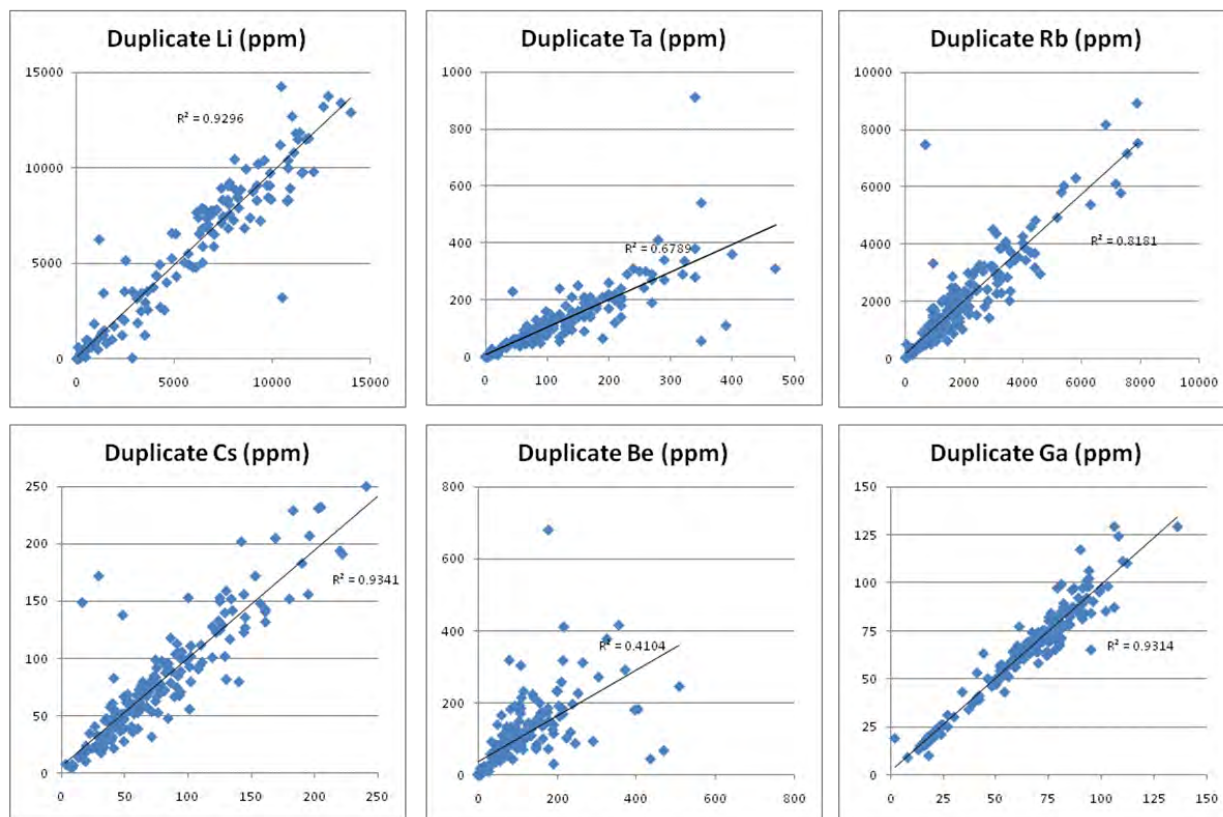 Duplicate Li (ppm)
15000
R² = 0.9296
10000
5000
0
0 5000 10000 15000
Duplicate Ta (ppm)
1000
800
600
400
R² = 0.6789
200
0
0 100 200 300 400 500
Duplicate Rb (ppm)
10000
8000
6000
4000
R² = 0.8181
2000
0
0 2000 4000 6000 8000 10000
Duplicate Cs (ppm)
250
200
R² = 0.9341
150
100
50
0
0 50 100 150 200 250
Duplicate Be (ppm)
800
600
400
R² = 0.4104
200
0
0 200 400 600 800
Duplicate Ga (ppm)
150
125
100
75
R² = 0.9314
50
25
0
0 25 50 75 100 125 150